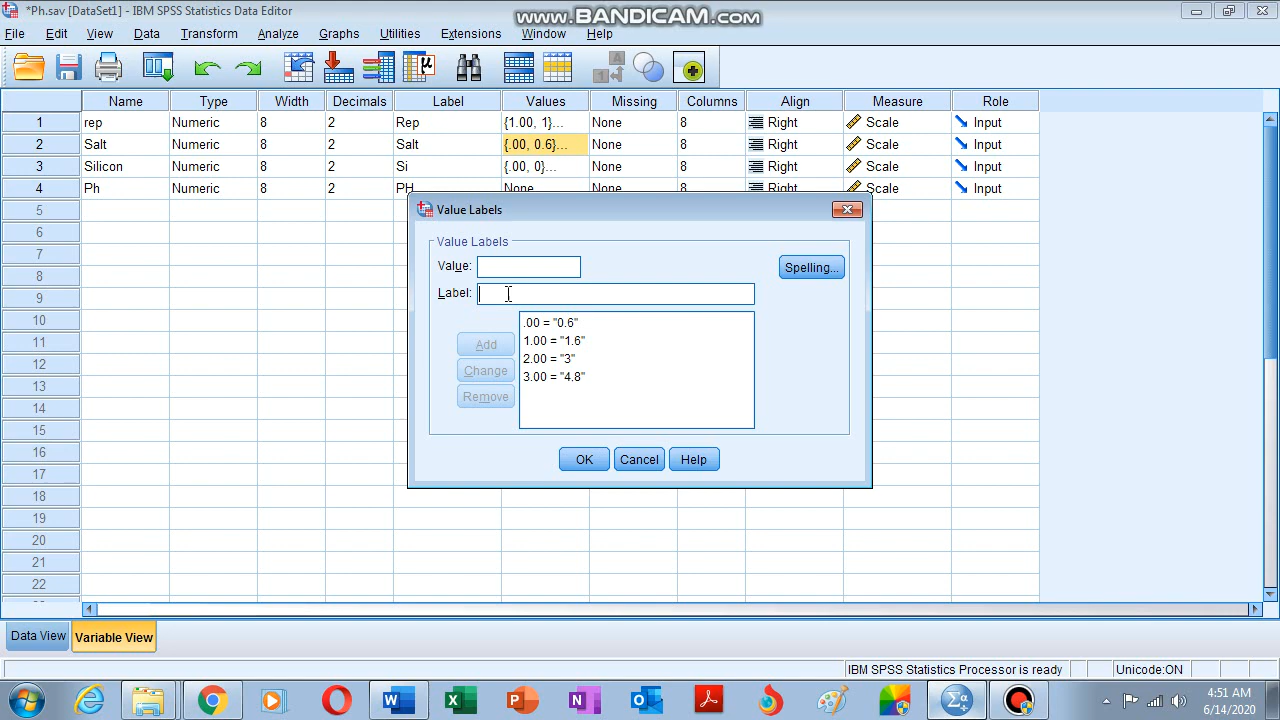 *Ph.sav [DataSet1] - IBM SPSS Statistics Data Editor
www.BANDICAM.com
File Edit View Data Transform Analyze Graphs Utilities Extensions Window Help
Name Type Width Decimals Label Values Missing Columns Align Measure Role
1 rep Numeric 8 2 Rep {1.00, 1}... None 8 Right Scale Input
2 Salt Numeric 8 2 Salt {.00, 0.6}... None 8 Right Scale Input
3 Silicon Numeric 8 2 Si {.00, 0}... None 8 Right Scale Input
4 Ph Numeric 8 2 PH None None 8 Right Scale Input
5
6
7
8
9
10
11
12
13
14
15
16
17
18
19
20
21
22
Value Labels
Value Labels
Value:
Spelling...
Label:
.00 = "0.6"
1.00 = "1.6"
2.00 = "3"
3.00 = "4.8"
Add
Change
Remove
OK Cancel Help
Data View Variable View
IBM SPSS Statistics Processor is ready Unicode:ON
4:51 AM
6/14/2020